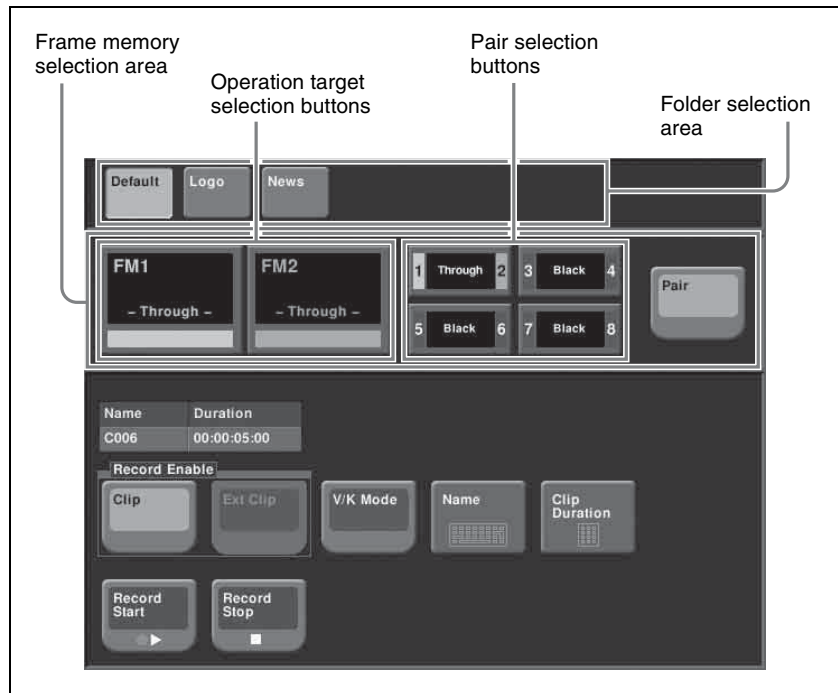 Frame memory
selection area
Operation target
selection buttons
Pair selection
buttons
Folder selection
area
Default
Logo
News
FM1
– Through –
FM2
– Through –
1 Through 2
3 Black 4
5 Black 6
7 Black 8
Pair
Name Duration
C006 00:00:05:00
Record Enable
Clip
Ext Clip
V/K Mode
Name
Clip
Duration
Record
Start
Record
Stop